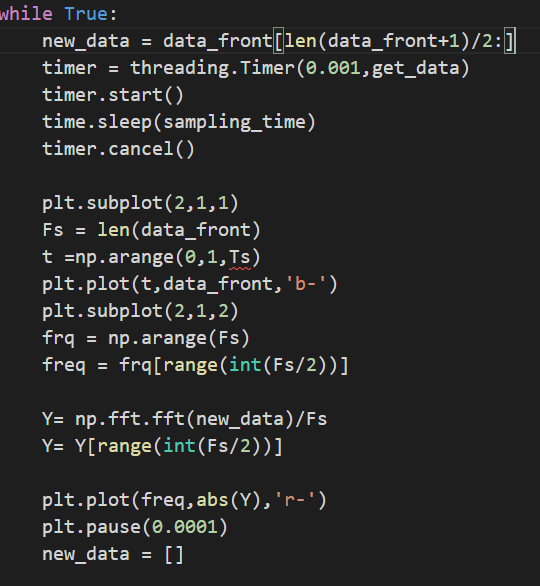 while True:
    new_data = data_front[len(data_front+1)/2:]
    timer = threading.Timer(0.001,get_data)
    timer.start()
    time.sleep(sampling_time)
    timer.cancel()

    plt.subplot(2,1,1)
    Fs = len(data_front)
    t =np.arange(0,1,Ts)
    plt.plot(t,data_front,'b-')
    plt.subplot(2,1,2)
    frq = np.arange(Fs)
    freq = frq[range(int(Fs/2))]

    Y= np.fft.fft(new_data)/Fs
    Y= Y[range(int(Fs/2))]

    plt.plot(freq,abs(Y),'r-')
    plt.pause(0.0001)
    new_data = []